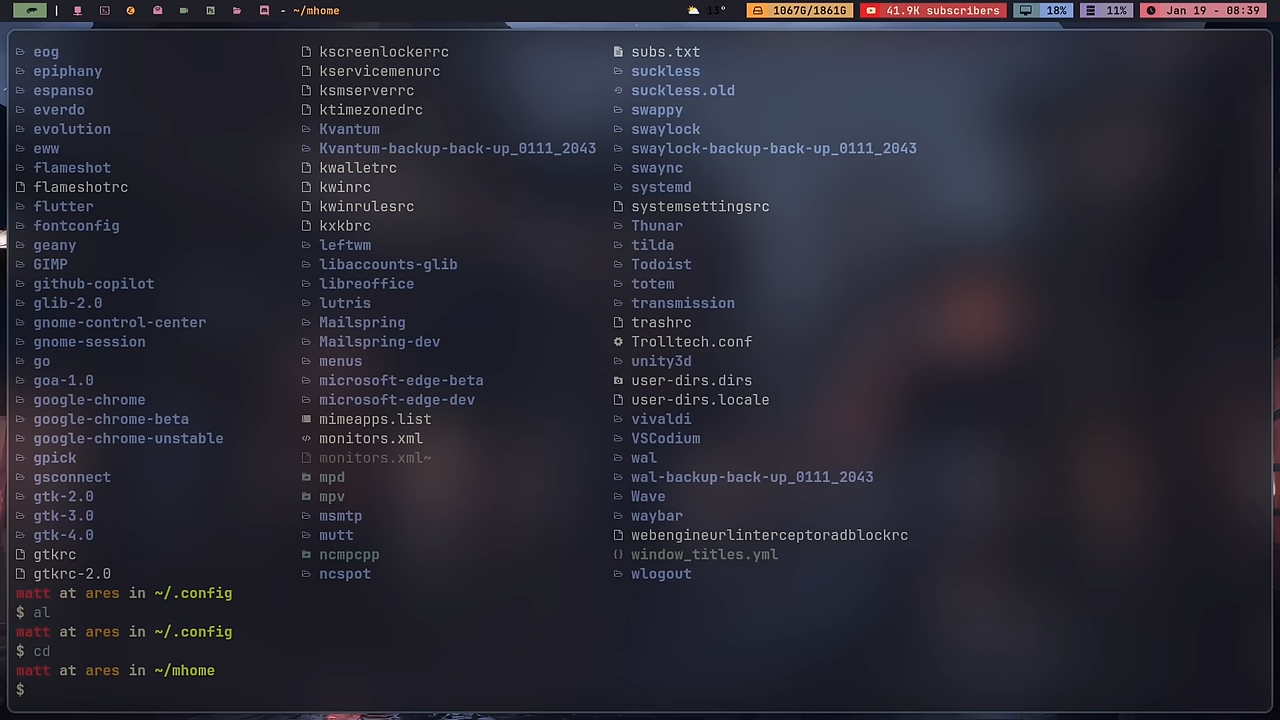 | - ~/mhome 13° 1067G/1861G 41.9K subscribers 18% 11% Jan 19 - 08:39
eog kscreenlockerrc subs.txt
epiphany kservicemenurc suckless
espanso ksmserverrc suckless.old
everdo ktimezonedrc swappy
evolution Kvantum swaylock
eww Kvantum-backup-back-up_0111_2043 swaylock-backup-back-up_0111_2043
flameshot kwalletrc swaync
flameshotrc kwinrc systemd
flutter kwinrulesrc systemsettingsrc
fontconfig kxkbrc Thunar
geany leftwm tilda
GIMP libaccounts-glib Todoist
github-copilot libreoffice totem
glib-2.0 lutris transmission
gnome-control-center Mailspring trashrc
gnome-session Mailspring-dev Trolltech.conf
go menus unity3d
goa-1.0 microsoft-edge-beta user-dirs.dirs
google-chrome microsoft-edge-dev user-dirs.locale
google-chrome-beta mimeapps.list vivaldi
google-chrome-unstable monitors.xml VSCodium
gpick monitors.xml~ wal
gsconnect mpd wal-backup-back-up_0111_2043
gtk-2.0 mpv Wave
gtk-3.0 msmtp waybar
gtk-4.0 mutt webengineurlinterceptoradblockrc
gtkrc ncmpcpp window_titles.yml
gtkrc-2.0 ncspot wlogout
matt at ares in ~/.config
$ al
matt at ares in ~/.config
$ cd
matt at ares in ~/mhome
$